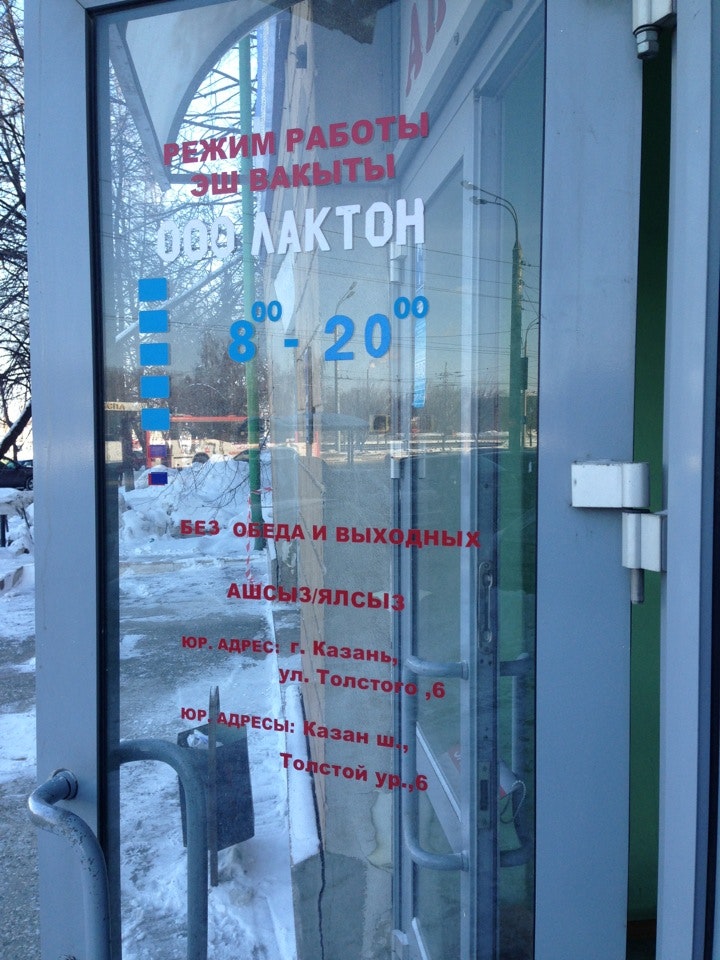 РЕЖИМ РАБОТЫ
ЭШ ВАКЫТЫ
ООО ЛАКТОН
8⁰⁰ - 20⁰⁰
БЕЗ ОБЕДА И ВЫХОДНЫХ
АШСЫЗ/ЯЛСЫЗ
ЮР. АДРЕС: г. Казань,
ул. Толстого ,6
ЮР. АДРЕСЫ: Казан ш.,
Толстой ур.,6